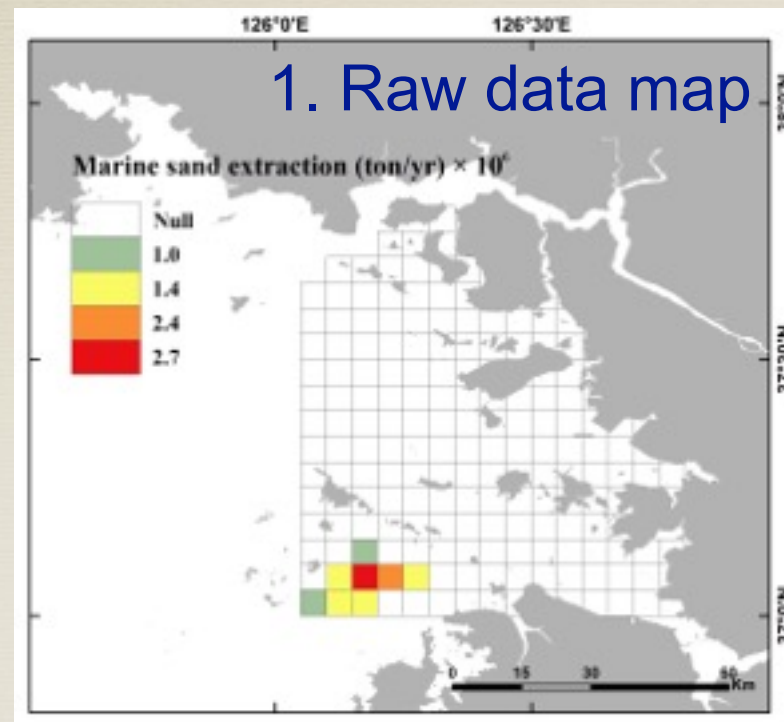 126°0'E 126°30'E
1. Raw data map
Marine sand extraction (ton/yr) × 10⁶
Null
1.0
1.4
2.4
2.7
0 15 30
Km